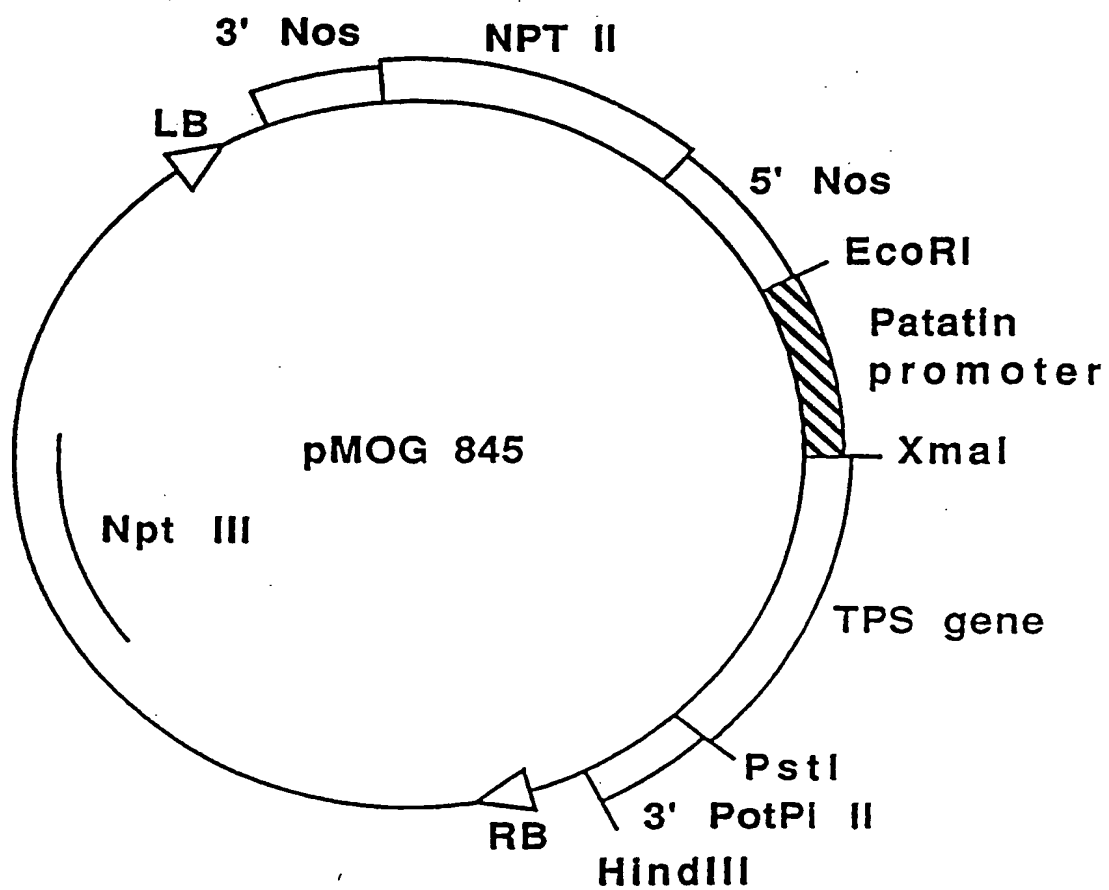 3' Nos
NPT II
LB
5' Nos
EcoRI
Patatin
promoter
pMOG 845
XmaI
Npt III
TPS gene
PstI
3' PotPI II
RB
HindIII